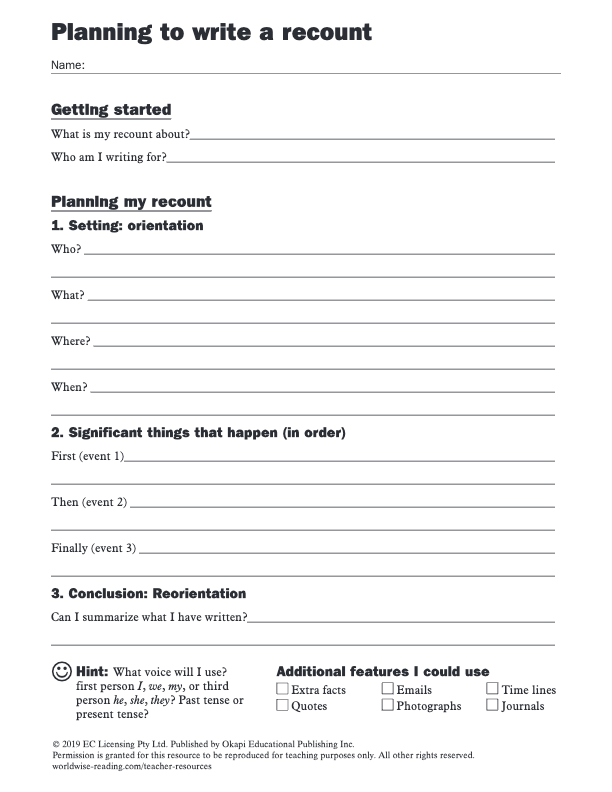 Planning to write a recount
Name:
Getting started
What is my recount about?
Who am I writing for?
Planning my recount
1. Setting: orientation
Who?
What?
Where?
When?
2. Significant things that happen (in order)
First (event 1)
Then (event 2)
Finally (event 3)
3. Conclusion: Reorientation
Can I summarize what I have written?
Hint: What voice will I use?
first person I, we, my, or third
person he, she, they? Past tense or
present tense?
Additional features I could use
Extra facts Emails Time lines
Quotes Photographs Journals
© 2019 EC Licensing Pty Ltd. Published by Okapi Educational Publishing Inc.
Permission is granted for this resource to be reproduced for teaching purposes only. All other rights reserved.
worldwise-reading.com/teacher-resources